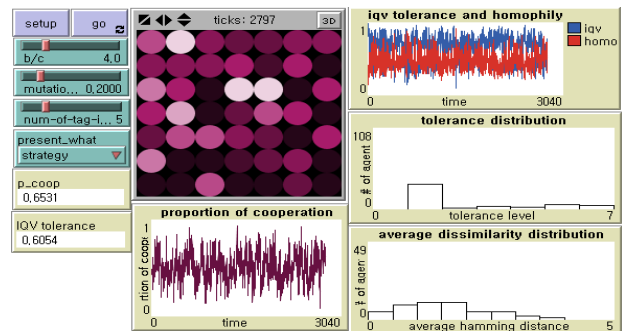 setup
go
b/c 4,0
mutatio... 0,2000
num-of-tag-i... 5
present_what
strategy
p_coop
0,6531
IQV tolerance
0,6054
ticks: 2797
3D
proportion of cooperation
1
rtion of coope
0
0 time 3040
iqv tolerance and homophily
1
iqv
homo
0
0 time 3040
tolerance distribution
108
# of agent
0
0 tolerance level 7
average dissimilarity distribution
49
# of agent
0
0 average hamming distance 5